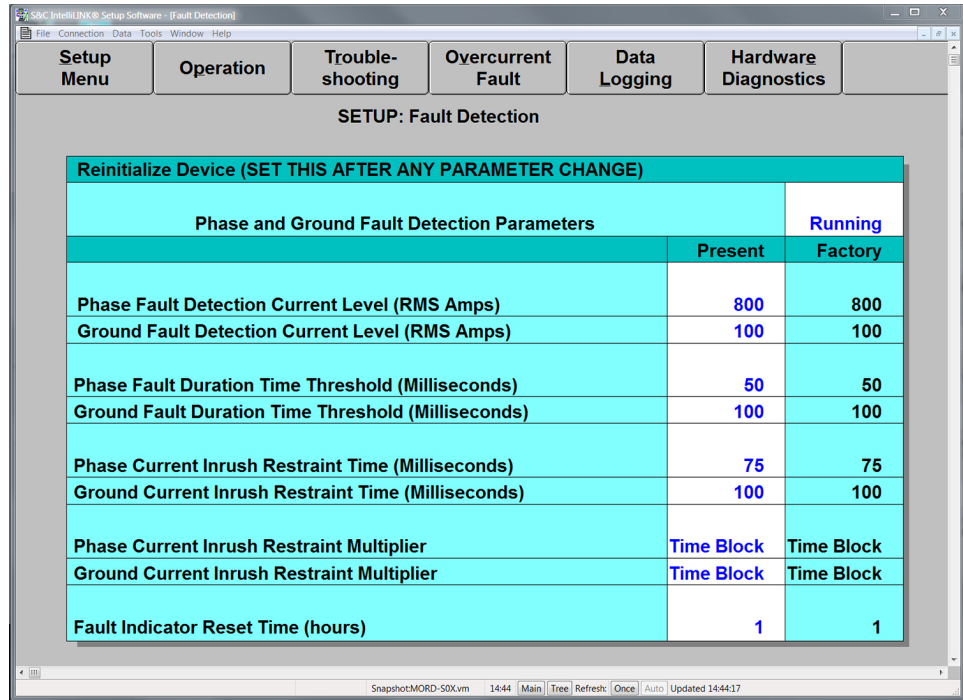 S&C IntelliLINK® Setup Software - [Fault Detection]
File Connection Data Tools Window Help
Setup Menu Operation Trouble-shooting Overcurrent Fault Data Logging Hardware Diagnostics
SETUP: Fault Detection
Reinitialize Device (SET THIS AFTER ANY PARAMETER CHANGE)
Phase and Ground Fault Detection Parameters Running
Present Factory
Phase Fault Detection Current Level (RMS Amps) 800 800
Ground Fault Detection Current Level (RMS Amps) 100 100
Phase Fault Duration Time Threshold (Milliseconds) 50 50
Ground Fault Duration Time Threshold (Milliseconds) 100 100
Phase Current Inrush Restraint Time (Milliseconds) 75 75
Ground Current Inrush Restraint Time (Milliseconds) 100 100
Phase Current Inrush Restraint Multiplier Time Block Time Block
Ground Current Inrush Restraint Multiplier Time Block Time Block
Fault Indicator Reset Time (hours) 1 1
Snapshot:MORD-S0X.vm 14:44 Main Tree Refresh: Once Auto Updated 14:44:17